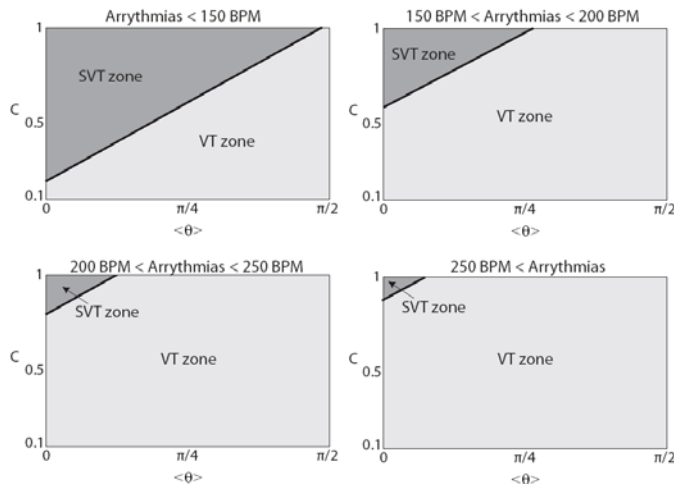 Arrythmias < 150 BPM
1
SVT zone
C
0.5
VT zone
0.1
0
π/4
π/2
<θ>
150 BPM < Arrythmias < 200 BPM
1
SVT zone
C
0.5
VT zone
0.1
0
π/4
π/2
<θ>
200 BPM < Arrythmias < 250 BPM
1
SVT zone
C
0.5
VT zone
0.1
0
π/4
π/2
<θ>
250 BPM < Arrythmias
1
SVT zone
C
0.5
VT zone
0.1
0
π/4
π/2
<θ>